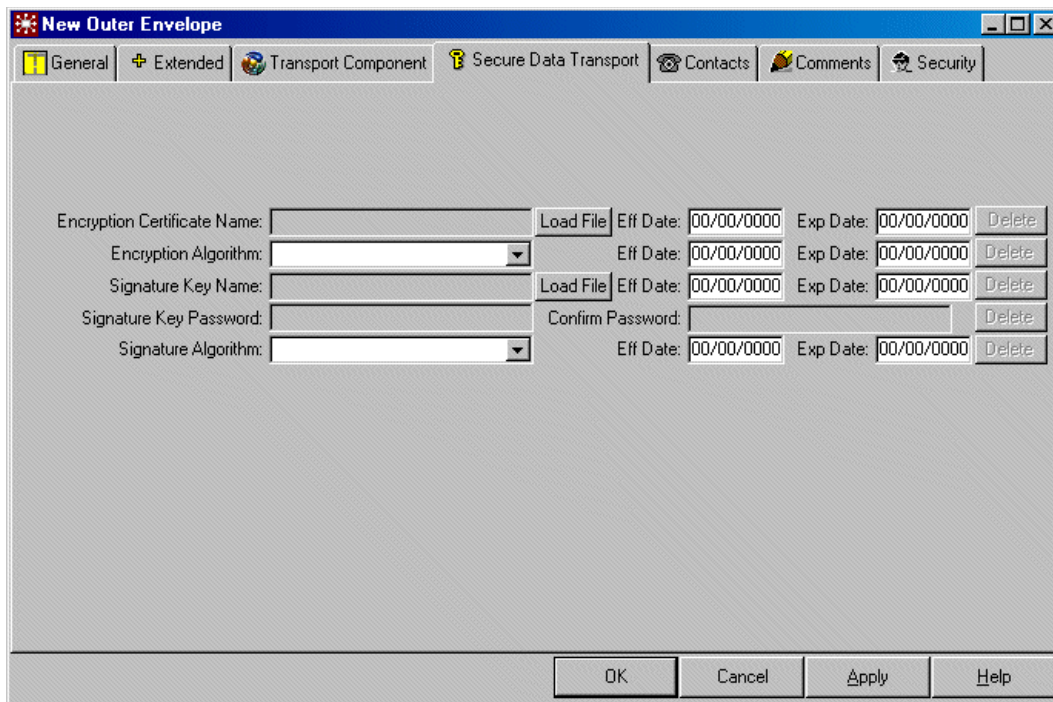 New Outer Envelope
General Extended Transport Component Secure Data Transport Contacts Comments Security
Encryption Certificate Name: Load File Eff Date: 00/00/0000 Exp Date: 00/00/0000 Delete
Encryption Algorithm: Eff Date: 00/00/0000 Exp Date: 00/00/0000 Delete
Signature Key Name: Load File Eff Date: 00/00/0000 Exp Date: 00/00/0000 Delete
Signature Key Password: Confirm Password: Delete
Signature Algorithm: Eff Date: 00/00/0000 Exp Date: 00/00/0000 Delete
OK Cancel Apply Help